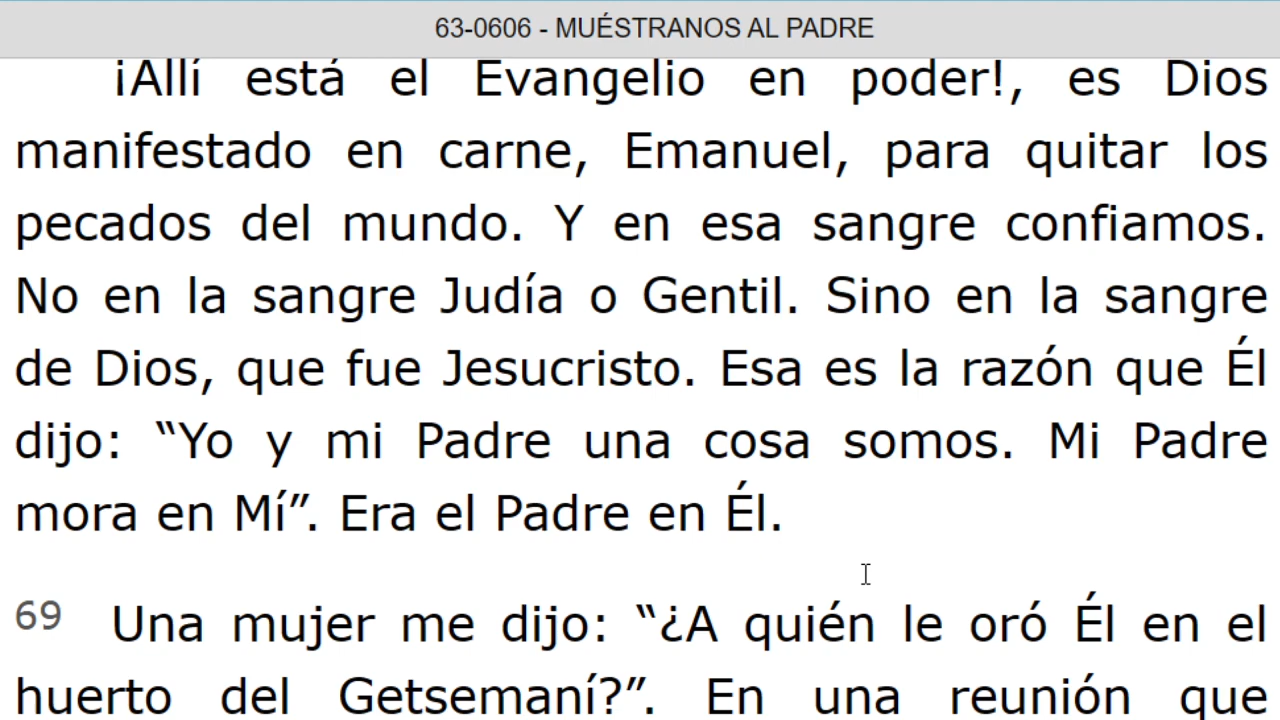 63-0606 - MUÉSTRANOS AL PADRE
¡Allí está el Evangelio en poder!, es Dios
manifestado en carne, Emanuel, para quitar los
pecados del mundo. Y en esa sangre confiamos.
No en la sangre Judía o Gentil. Sino en la sangre
de Dios, que fue Jesucristo. Esa es la razón que Él
dijo: “Yo y mi Padre una cosa somos. Mi Padre
mora en Mí”. Era el Padre en Él.
69 Una mujer me dijo: “¿A quién le oró Él en el
huerto del Getsemaní?”. En una reunión que